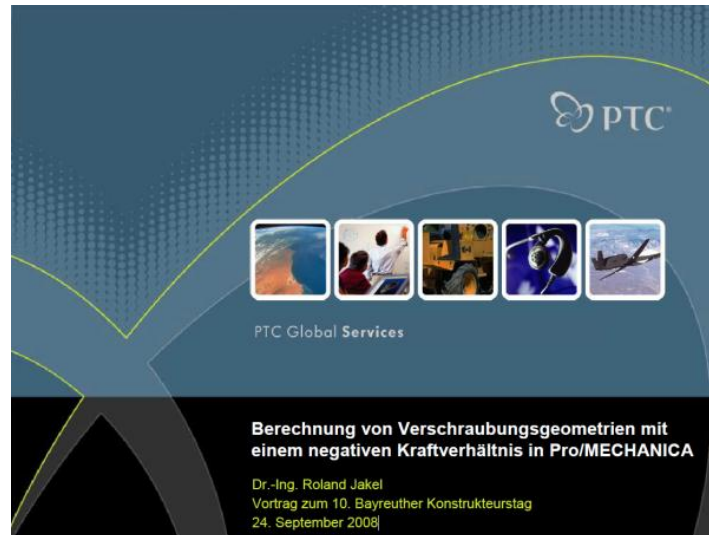 PTC®
PTC Global Services
Berechnung von Verschraubungsgeometrien mit
einem negativen Kraftverhältnis in Pro/MECHANICA
Dr.-Ing. Roland Jakel
Vortrag zum 10. Bayreuther Konstrukteurstag
24. September 2008